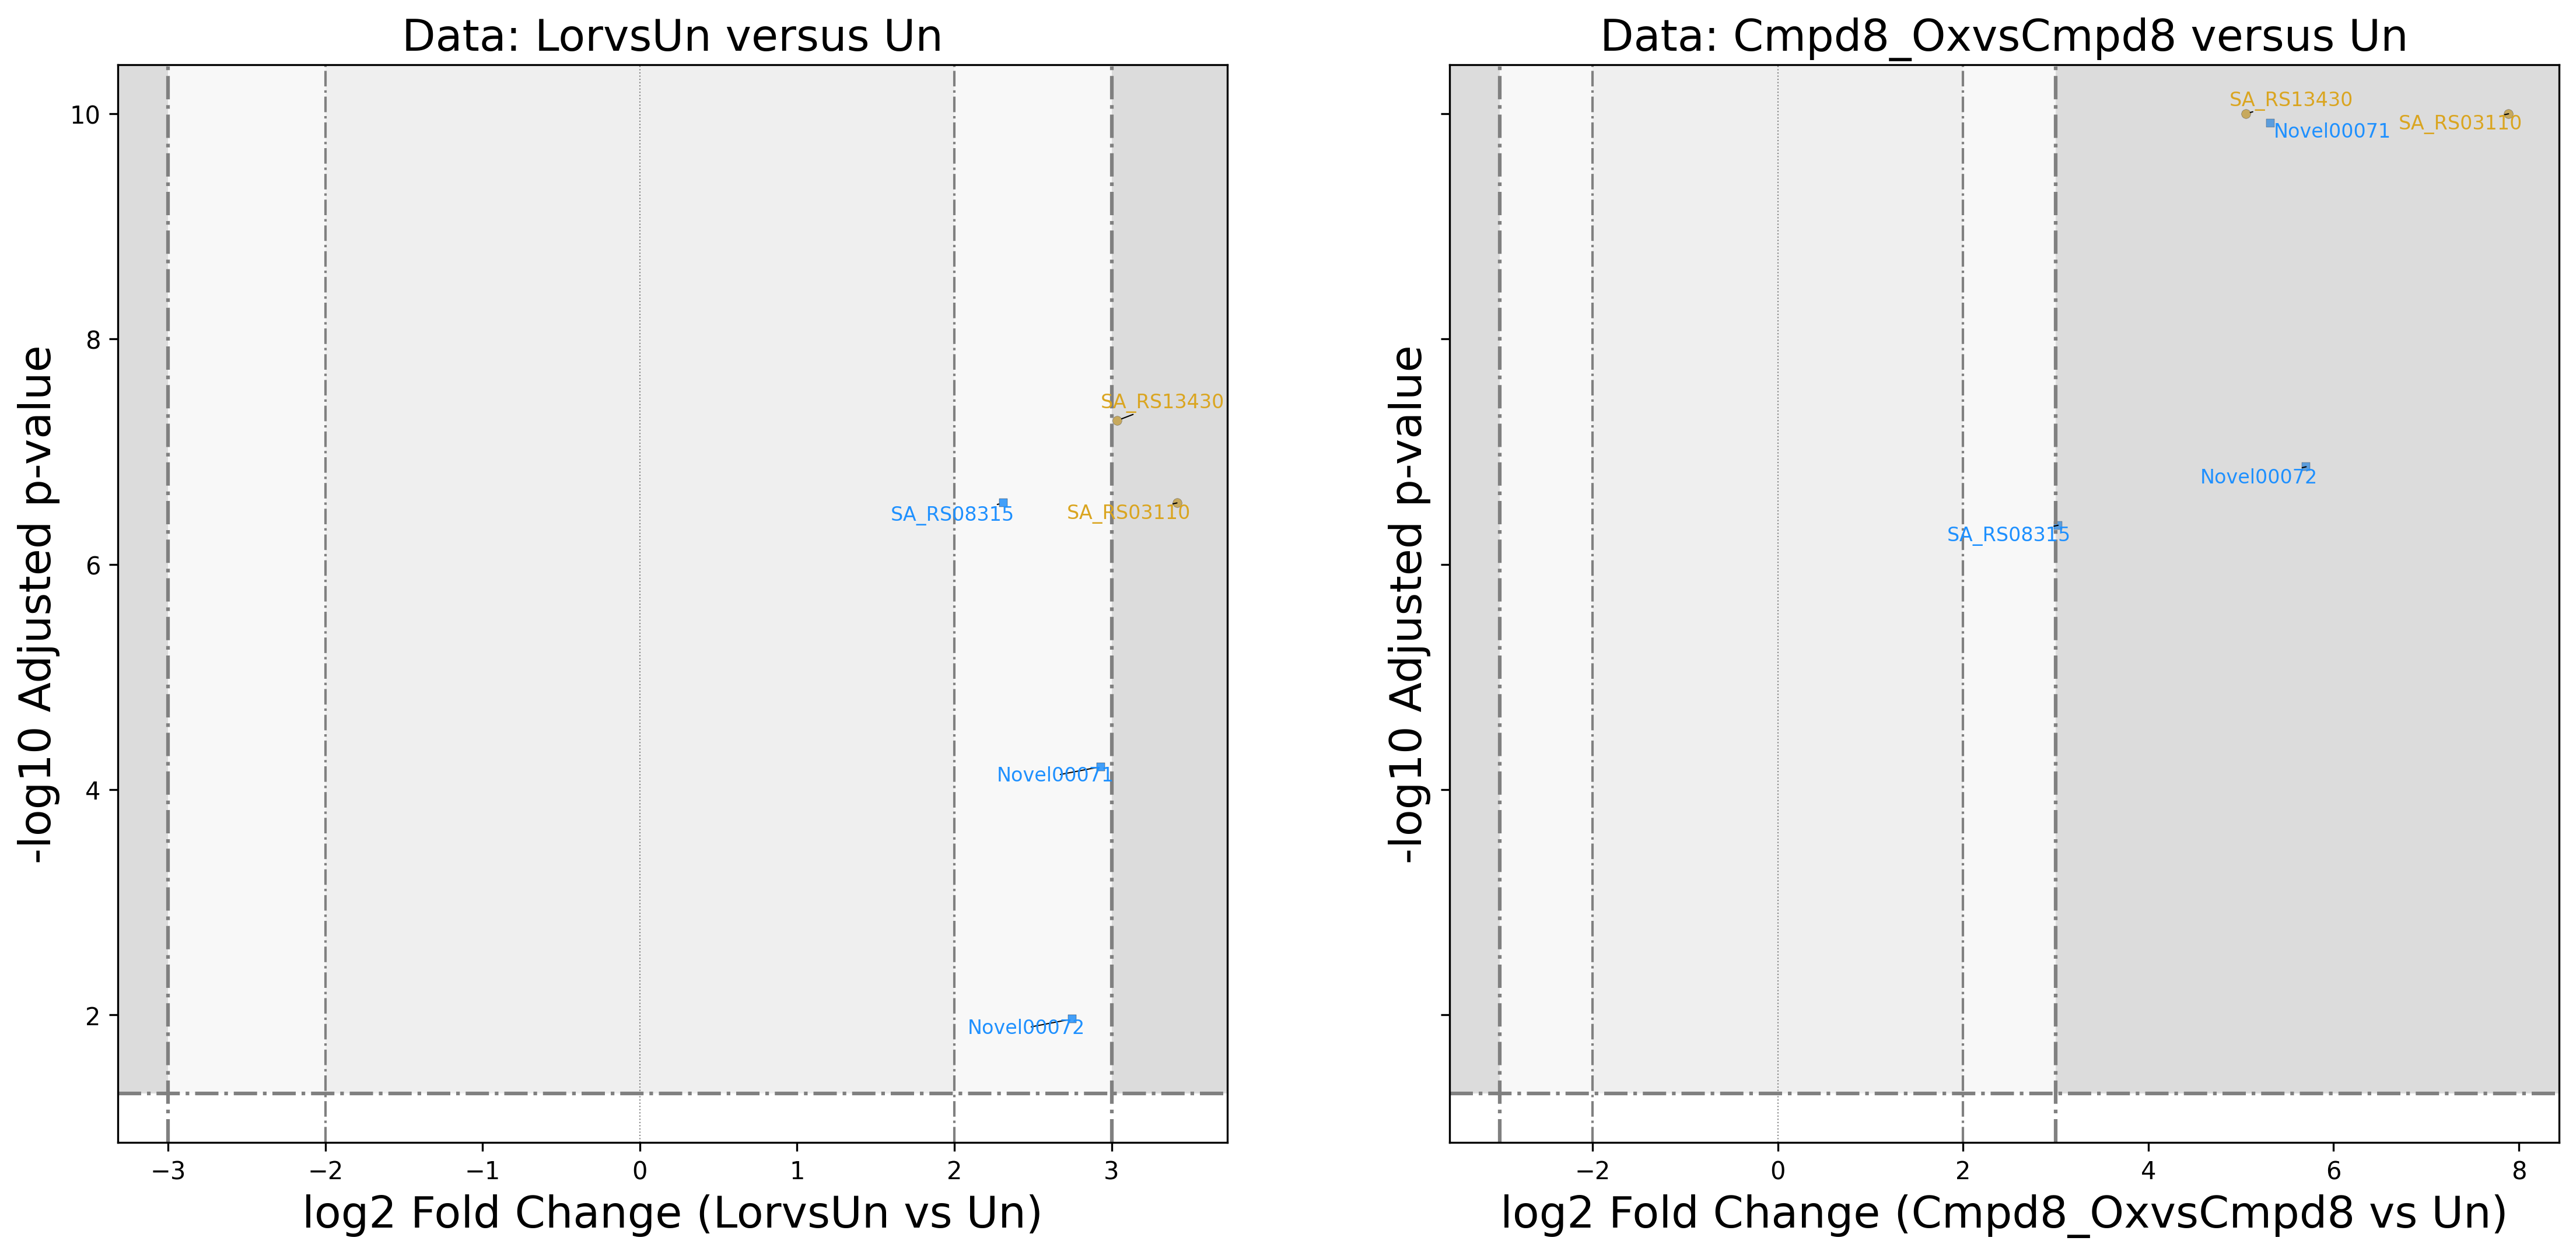 Data: LorvsUn versus Un
10
8
6
4
2
-log10 Adjusted p-value
SA_RS13430
SA_RS08315
SA_RS03110
Novel00071
Novel00072
−3
−2
−1
0
1
2
3
log2 Fold Change (LorvsUn vs Un)
Data: Cmpd8_OxvsCmpd8 versus Un
-log10 Adjusted p-value
SA_RS13430
SA_RS03110
Novel00071
Novel00072
SA_RS08315
−2
0
2
4
6
8
log2 Fold Change (Cmpd8_OxvsCmpd8 vs Un)